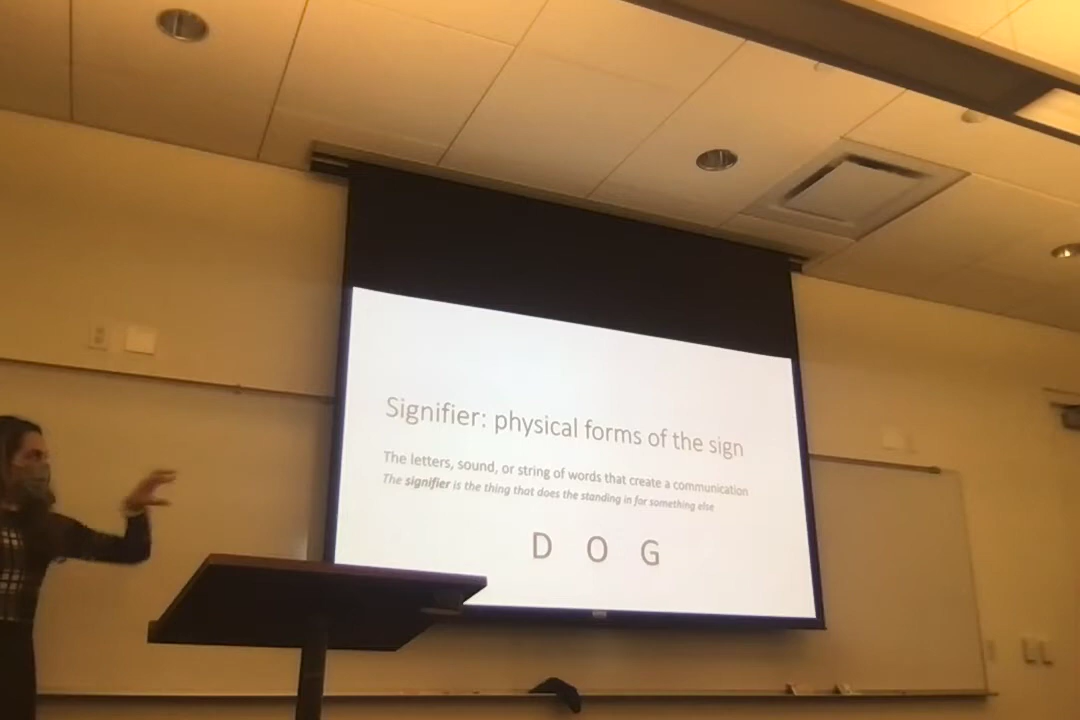 Signifier: physical forms of the sign
The letters, sound, or string of words that create a communication
The signifier is the thing that does the standing in for something else
D O G